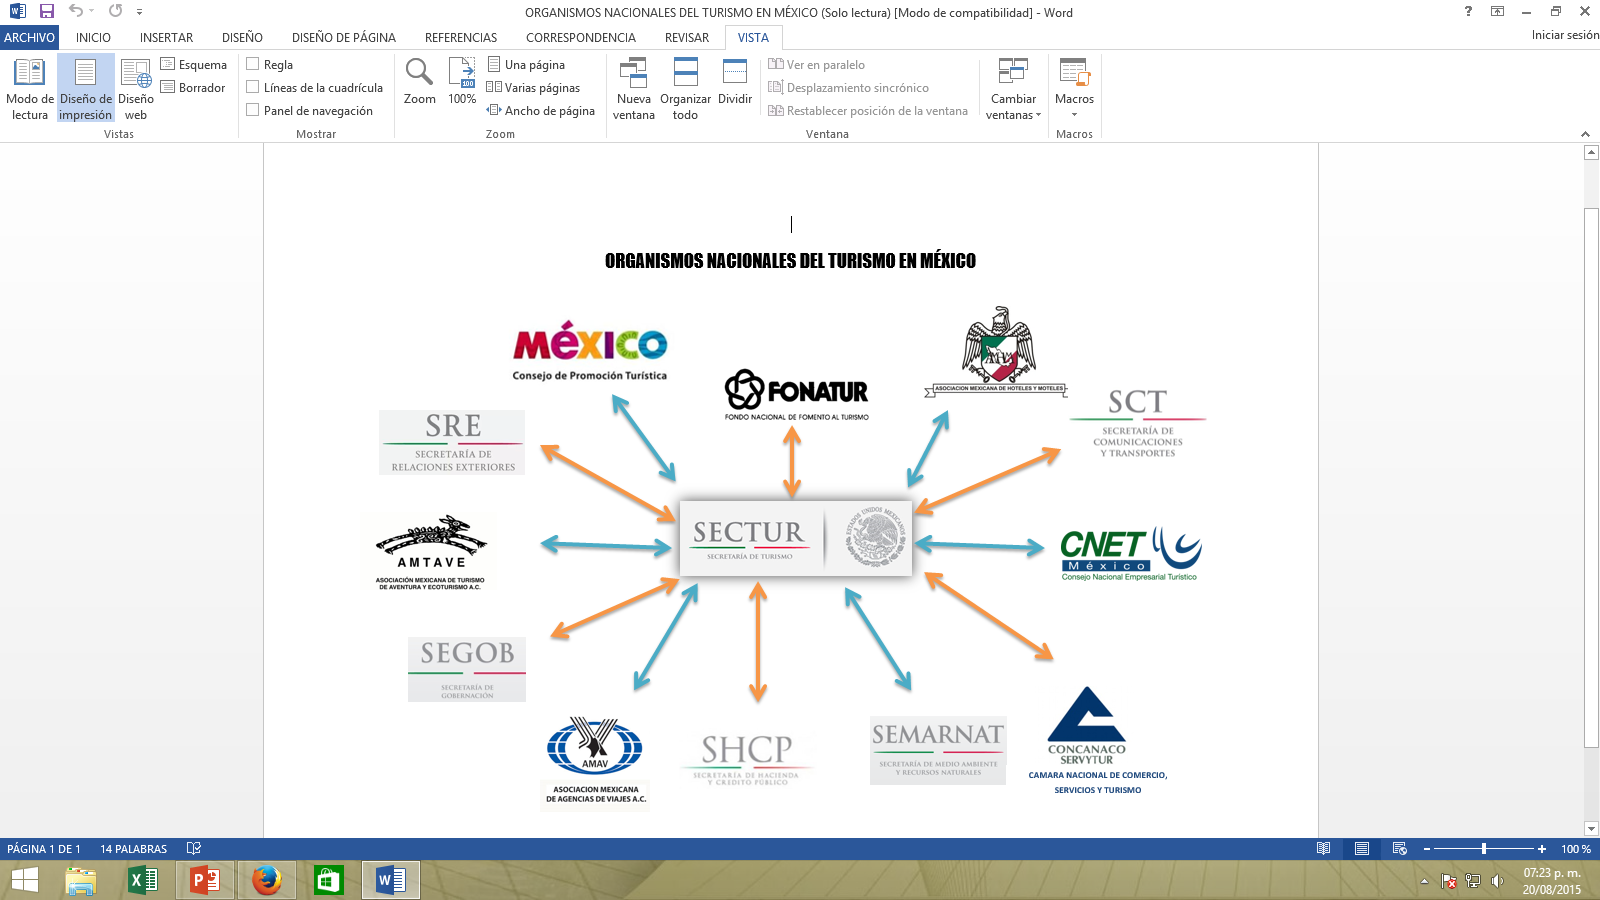 ORGANISMOS NACIONALES DEL TURISMO EN MÉXICO (Solo lectura) [Modo de compatibilidad] - Word
?
ARCHIVO INICIO INSERTAR DISEÑO DISEÑO DE PÁGINA REFERENCIAS CORRESPONDENCIA REVISAR VISTA Iniciar sesión
Modo de lectura
Diseño de impresión
Diseño web
Esquema
Borrador
Vistas
Regla
Líneas de la cuadrícula
Panel de navegación
Mostrar
Zoom
100
100%
Una página
Varias páginas
Ancho de página
Zoom
Nueva ventana
Organizar todo
Dividir
Ver en paralelo
Desplazamiento sincrónico
Restablecer posición de la ventana
Cambiar ventanas
Ventana
Macros
Macros
ORGANISMOS NACIONALES DEL TURISMO EN MÉXICO
MéXICO
Consejo de Promoción Turística
FONATUR
FONDO NACIONAL DE FOMENTO AL TURISMO
AMHM
ASOCIACION MEXICANA DE HOTELES Y MOTELES
SCT
SECRETARÍA DE
COMUNICACIONES
Y TRANSPORTES
SRE
SECRETARÍA DE
RELACIONES EXTERIORES
SECTUR
SECRETARÍA DE TURISMO
ESTADOS UNIDOS MEXICANOS
AMTAVE
ASOCIACIÓN MEXICANA DE TURISMO
DE AVENTURA Y ECOTURISMO A.C.
CNET
México
Consejo Nacional Empresarial Turístico
SEGOB
SECRETARÍA DE
GOBERNACIÓN
AMAV
ASOCIACION MEXICANA
DE AGENCIAS DE VIAJES A.C.
SHCP
SECRETARÍA DE HACIENDA
Y CRÉDITO PÚBLICO
SEMARNAT
SECRETARÍA DE MEDIO AMBIENTE
Y RECURSOS NATURALES
CONCANACO
SERVYTUR
CAMARA NACIONAL DE COMERCIO,
SERVICIOS Y TURISMO
PÁGINA 1 DE 1 14 PALABRAS 100 %
07:23 p. m.
20/08/2015